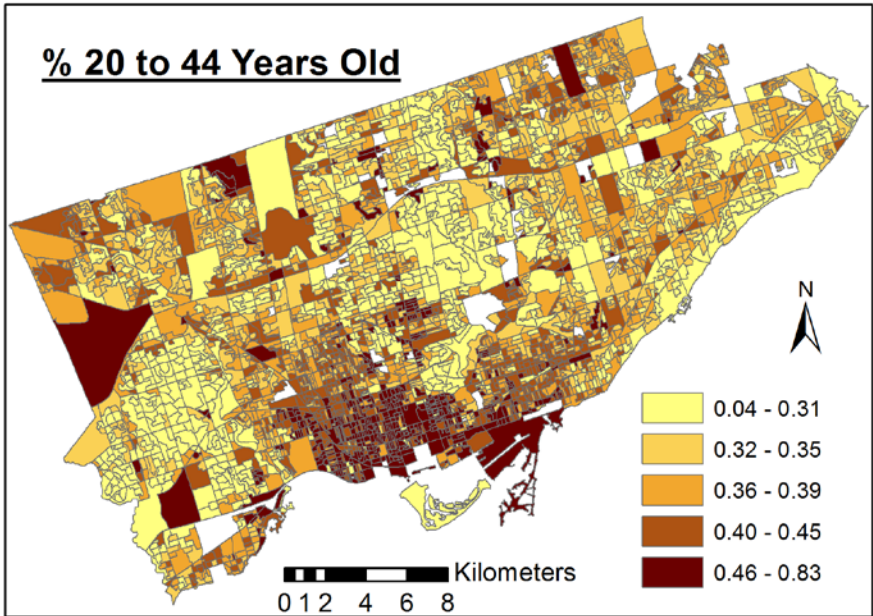 % 20 to 44 Years Old
N
0.04 - 0.31
0.32 - 0.35
0.36 - 0.39
0.40 - 0.45
0.46 - 0.83
Kilometers
0 1 2 4 6 8